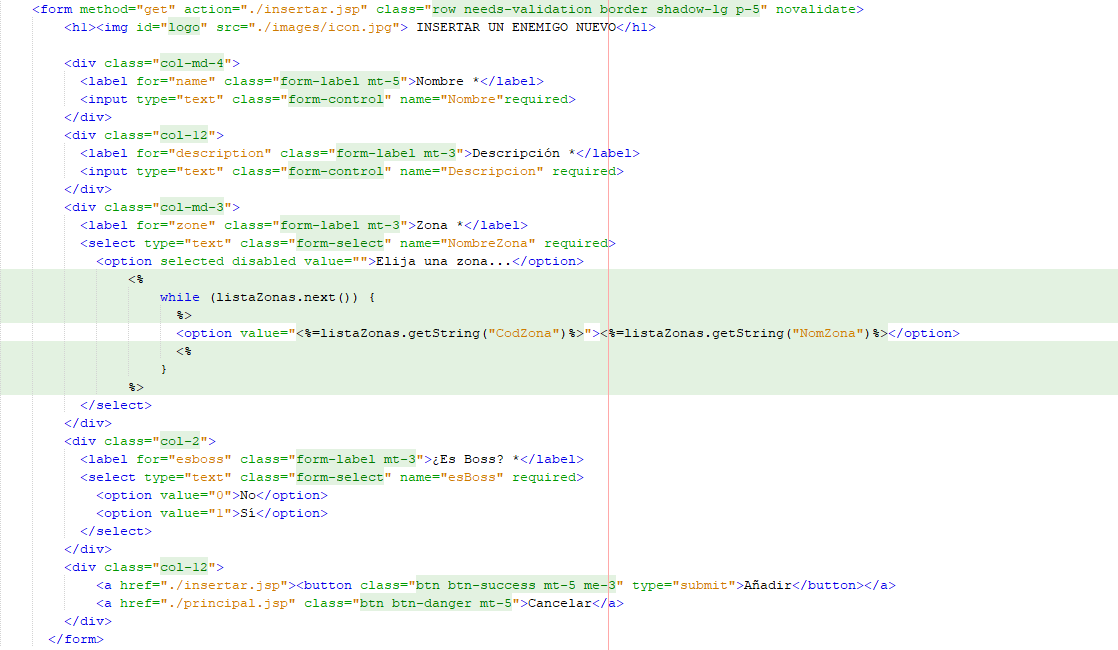 <form method="get" action="./insertar.jsp" class="row needs-validation border shadow-lg p-5" novalidate>
<h1><img id="logo" src="./images/icon.jpg"> INSERTAR UN ENEMIGO NUEVO</h1>
<div class="col-md-4">
<label for="name" class="form-label mt-5">Nombre *</label>
<input type="text" class="form-control" name="Nombre"required>
</div>
<div class="col-12">
<label for="description" class="form-label mt-3">Descripción *</label>
<input type="text" class="form-control" name="Descripcion" required>
</div>
<div class="col-md-3">
<label for="zone" class="form-label mt-3">Zona *</label>
<select type="text" class="form-select" name="NombreZona" required>
<option selected disabled value="">Elija una zona...</option>
<%
while (listaZonas.next()) {
%>
<option value="<%=listaZonas.getString("CodZona")%>"><%=listaZonas.getString("NomZona")%></option>
<%
}
%>
</select>
</div>
<div class="col-2">
<label for="esboss" class="form-label mt-3">¿Es Boss? *</label>
<select type="text" class="form-select" name="esBoss" required>
<option value="0">No</option>
<option value="1">Sí</option>
</select>
</div>
<div class="col-12">
<a href="./insertar.jsp"><button class="btn btn-success mt-5 me-3" type="submit">Añadir</button></a>
<a href="./principal.jsp" class="btn btn-danger mt-5">Cancelar</a>
</div>
</form>